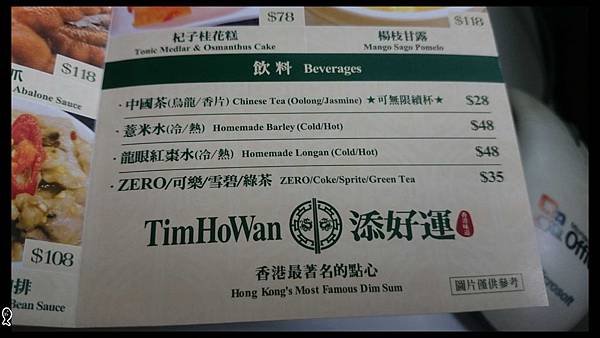 $78
$118
杞子桂花糕
楊枝甘露
Tonic Medlar & Osmanthus Cake
Mango Sago Pomelo
爪
$118
Abalone Sauce
飲料 Beverages
·中國茶(烏龍/香片) Chinese Tea (Oolong/Jasmine) ★可無限續杯★ $28
·薏米水(冷/熱) Homemade Barley (Cold/Hot) $48
·龍眼紅棗水(冷/熱) Homemade Longan (Cold/Hot) $48
·ZERO/可樂/雪碧/綠茶 ZERO/Coke/Sprite/Green Tea $35
TimHoWan 添好運
香港最著名的點心
Hong Kong's Most Famous Dim Sum
圖片僅供參考
$108
排
Bean Sauce
Offi
Microsoft